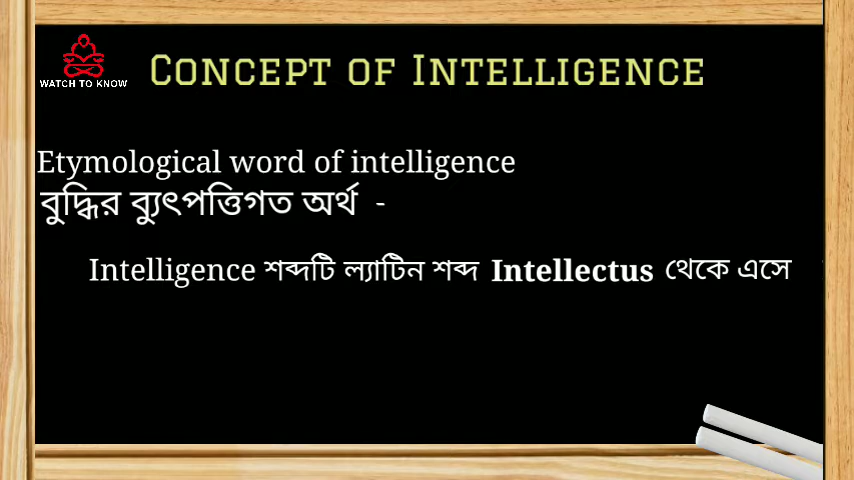 WATCH TO KNOW
CONCEPT OF INTELLIGENCE
Etymological word of intelligence
বুদ্ধির ব্যুৎপত্তিগত অর্থ -
Intelligence শব্দটি ল্যাটিন শব্দ Intellectus থেকে এসে